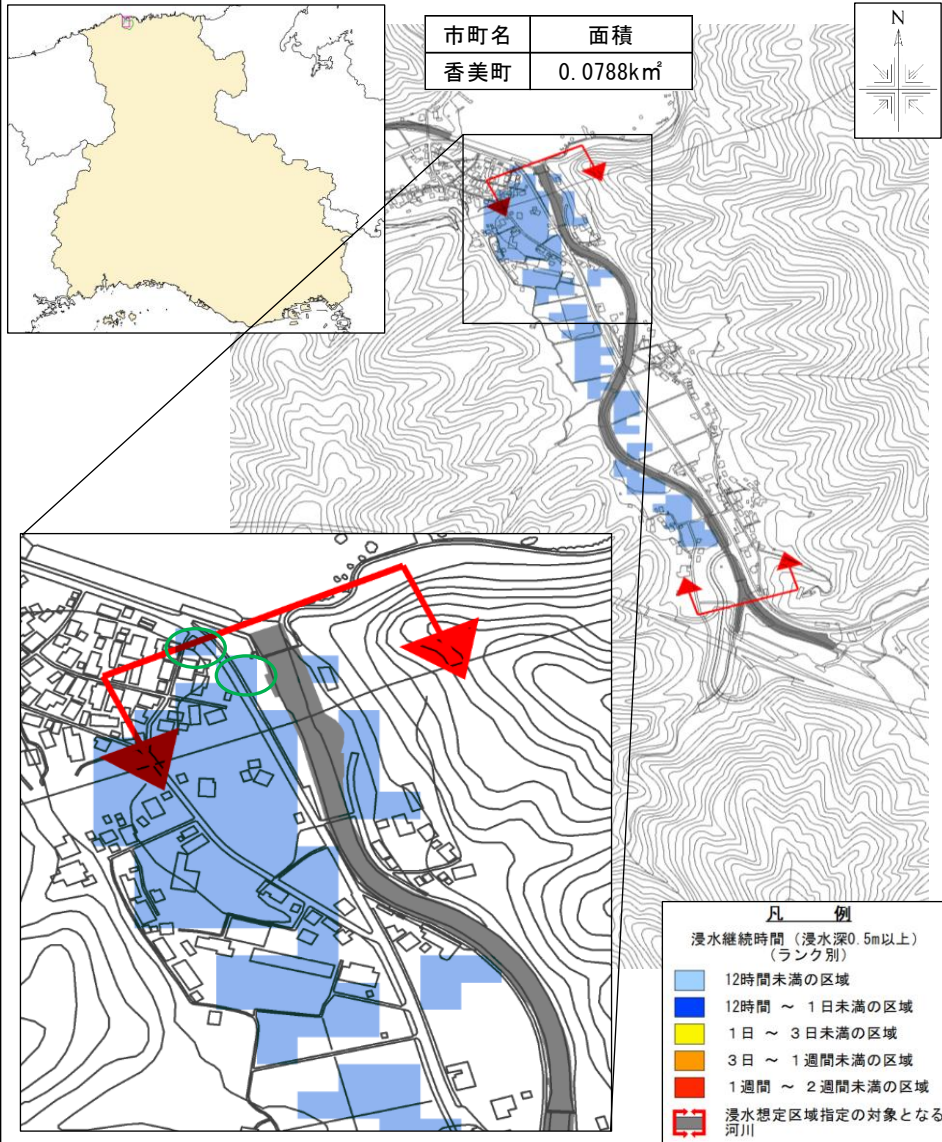 市町名 面積
香美町 0.0788km²
N
凡 例
浸水継続時間（浸水深0.5m以上）
（ランク別）
12時間未満の区域
12時間 ～ 1日未満の区域
1日 ～ 3日未満の区域
3日 ～ 1週間未満の区域
1週間 ～ 2週間未満の区域
浸水想定区域指定の対象となる
河川